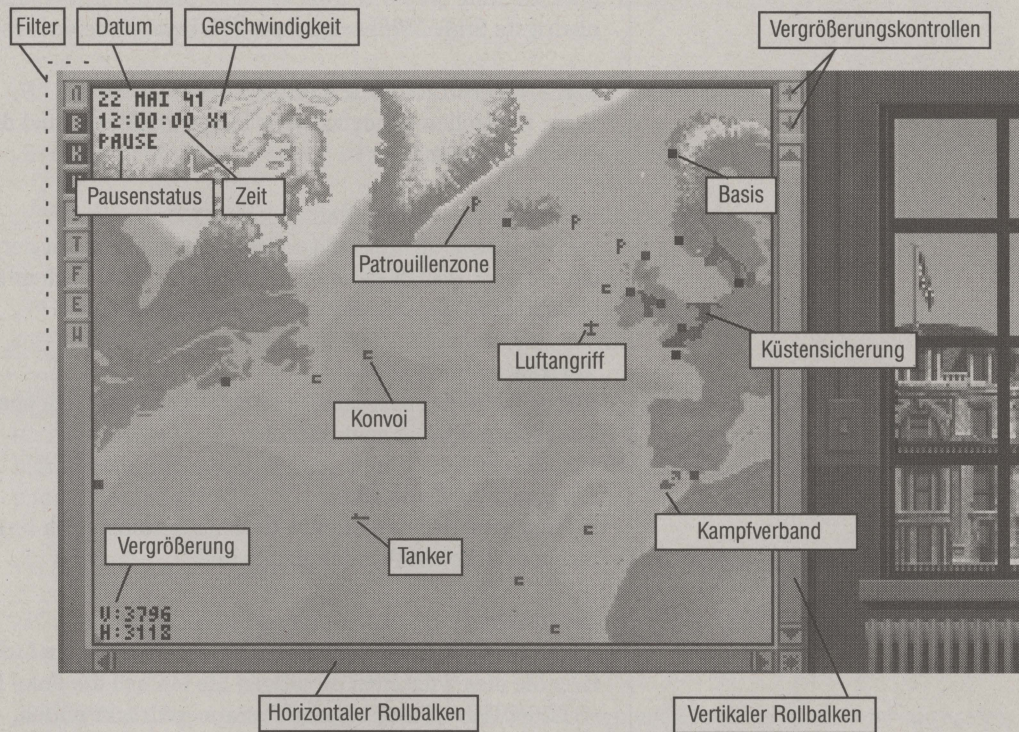 Filter
Datum
Geschwindigkeit
Vergrößerungskontrollen
N
B
K
T
F
E
W
22 MAI 41
12:00:00 X1
PAUSE
Pausenstatus
Zeit
Basis
P
P
P
Patrouillenzone
Luftangriff
Küstensicherung
Konvoi
Kampfverband
Vergrößerung
Tanker
V:3796
H:3118
Horizontaler Rollbalken
Vertikaler Rollbalken